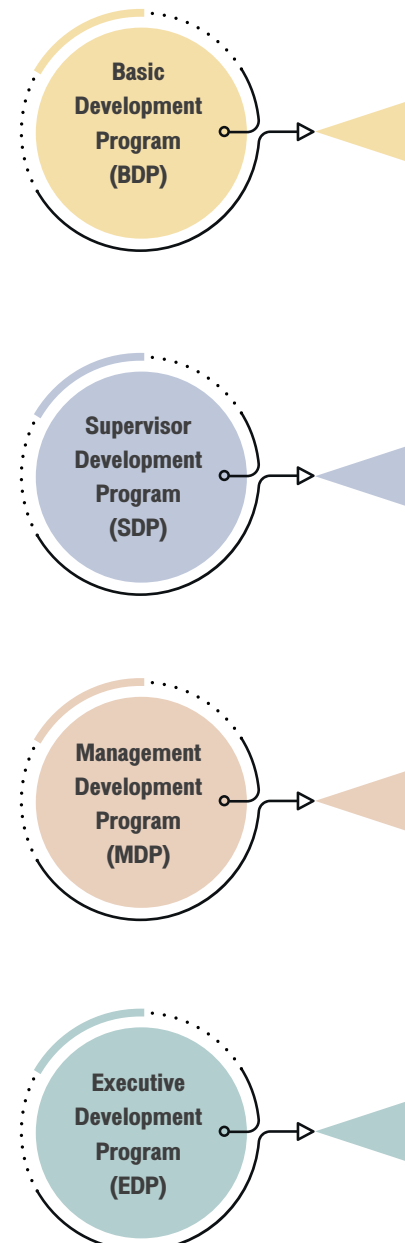 Basic
Development
Program
(BDP)
Supervisor
Development
Program
(SDP)
Management
Development
Program
(MDP)
Executive
Development
Program
(EDP)